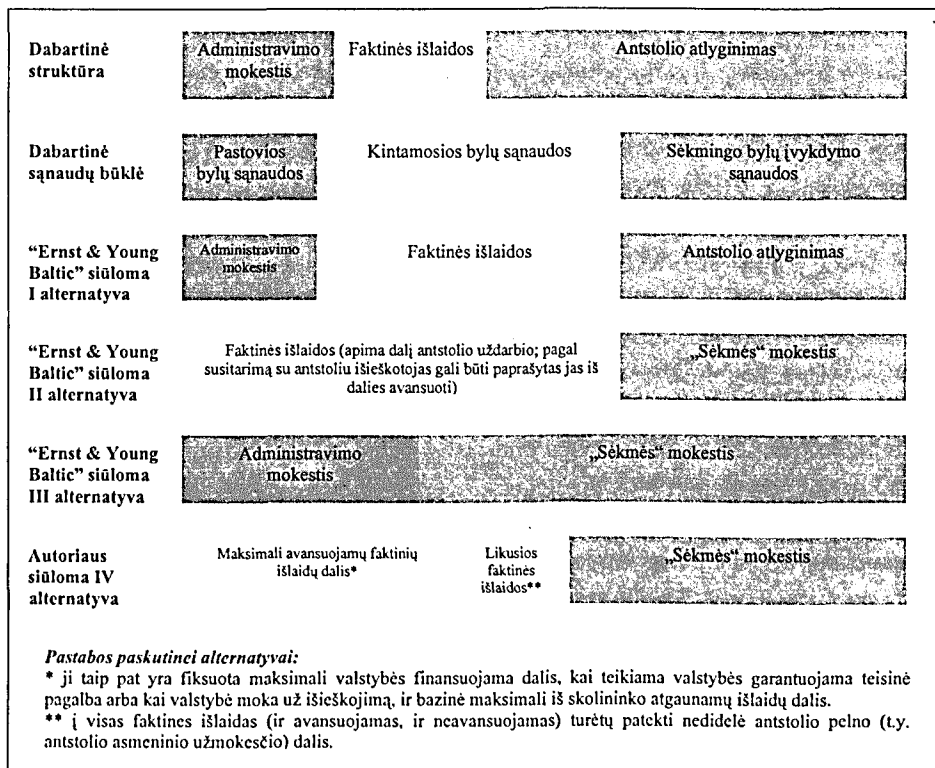 Dabartinė struktūra
Administravimo mokestis
Faktinės išlaidos
Antstolio atlyginimas
Dabartinė sąnaudų būklė
Pastovios bylų sąnaudos
Kintamosios bylų sąnaudos
Sėkmingo bylų įvykdymo sąnaudos
“Ernst & Young Baltic” siūloma I alternatyva
Administravimo mokestis
Faktinės išlaidos
Antstolio atlyginimas
“Ernst & Young Baltic” siūloma II alternatyva
Faktinės išlaidos (apima dalį antstolio uždarbio; pagal
susitarimą su antstoliu išieškotojas gali būti paprašytas jas iš
dalies avansuoti)
„Sėkmės“ mokestis
“Ernst & Young Baltic” siūloma III alternatyva
Administravimo mokestis
„Sėkmės“ mokestis
Autoriaus siūloma IV alternatyva
Maksimali avansuojamų faktinių išlaidų dalis*
Likusios faktinės išlaidos**
„Sėkmės“ mokestis
Pastabos paskutinei alternatyvai:
* ji taip pat yra fiksuota maksimali valstybės finansuojama dalis, kai teikiama valstybės garantuojama teisinė
pagalba arba kai valstybė moka už išieškojimą, ir bazinė maksimali iš skolininko atgaunamų išlaidų dalis.
** į visas faktines išlaidas (ir avansuojamas, ir neavansuojamas) turėtų patekti nedidelė antstolio pelno (t.y.
antstolio asmeninio užmokesčio) dalis.